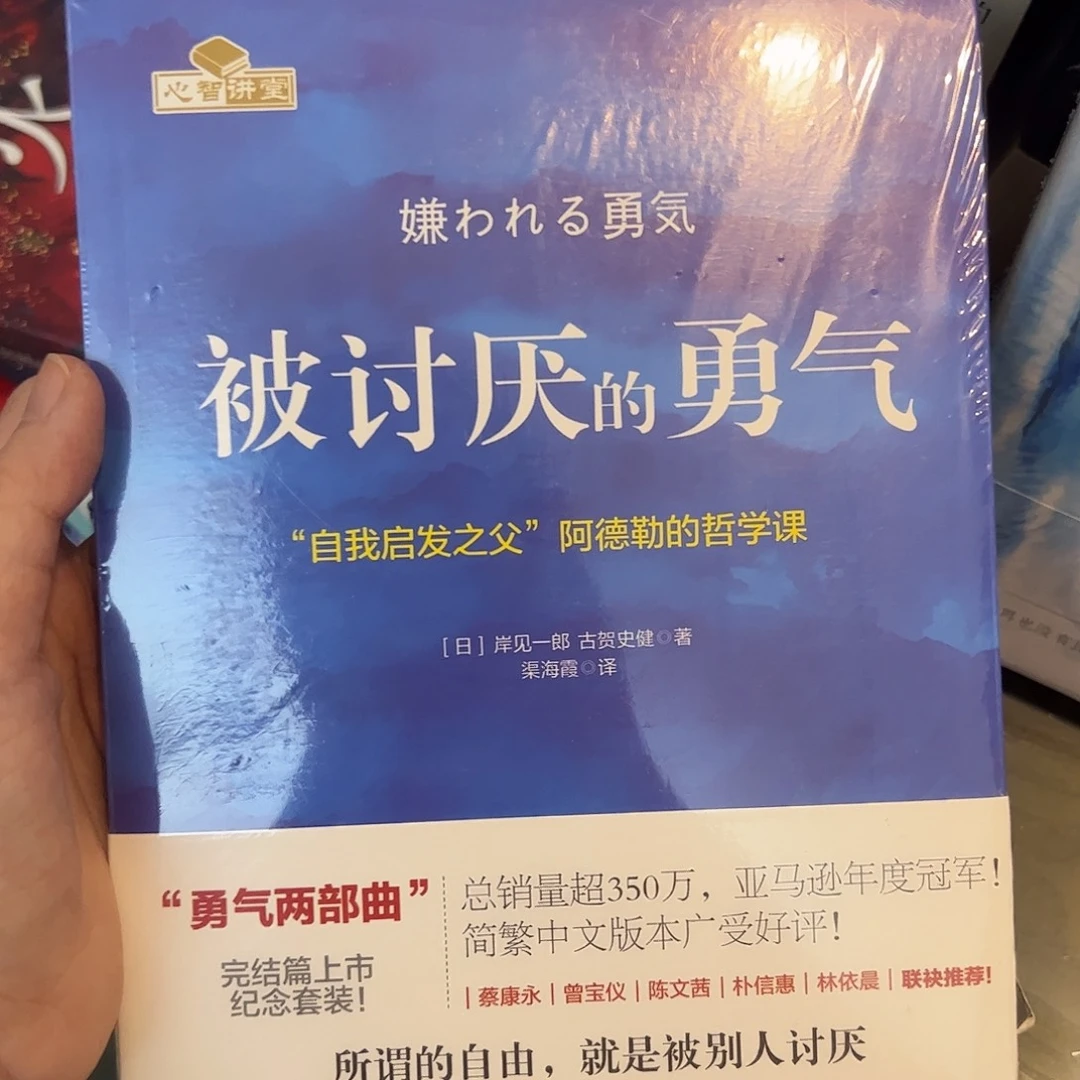 心智讲堂
嫌われる勇気
被讨厌的勇气
“自我启发之父”阿德勒的哲学课
[日]岸见一郎 古贺史健◎著
渠海霞◎译
“勇气两部曲”
完结篇上市
纪念套装！
总销量超350万，亚马逊年度冠军！
简繁中文版本广受好评！
|蔡康永|曾宝仪|陈文茜|朴信惠|林依晨|联袂推荐！
所谓的自由，就是被别人讨厌